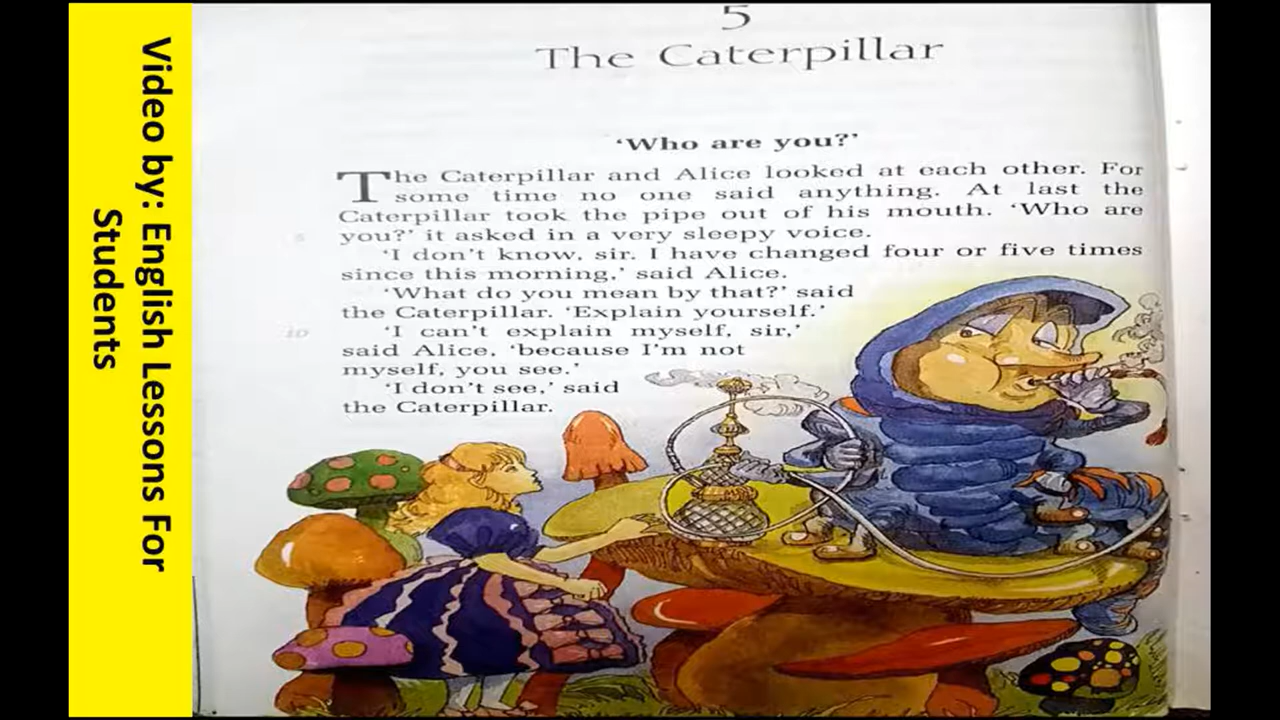 Video by: English Lessons For
Students
5
The Caterpillar
‘Who are you?’
The Caterpillar and Alice looked at each other. For
some time no one said anything. At last the
Caterpillar took the pipe out of his mouth. ‘Who are
5 you?’ it asked in a very sleepy voice.
‘I don’t know, sir. I have changed four or five times
since this morning,’ said Alice.
‘What do you mean by that?’ said
the Caterpillar. ‘Explain yourself.’
10 ‘I can’t explain myself, sir,’
said Alice, ‘because I’m not
myself, you see.’
‘I don’t see,’ said
the Caterpillar.